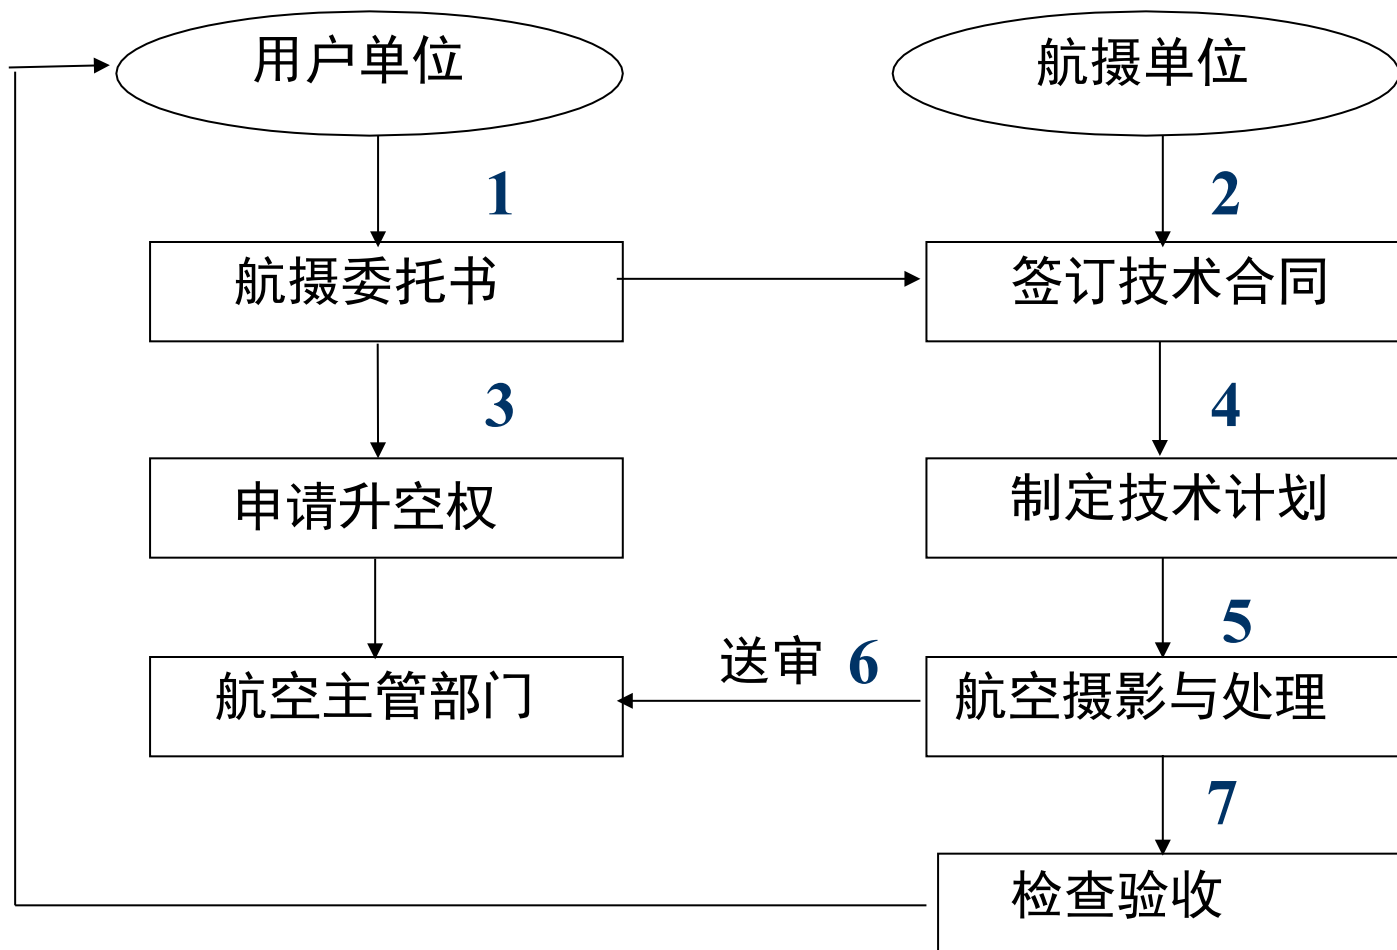 用户单位
航摄单位
1
2
航摄委托书
签订技术合同
3
4
申请升空权
制定技术计划
5
送审 6
航空主管部门
航空摄影与处理
7
检查验收